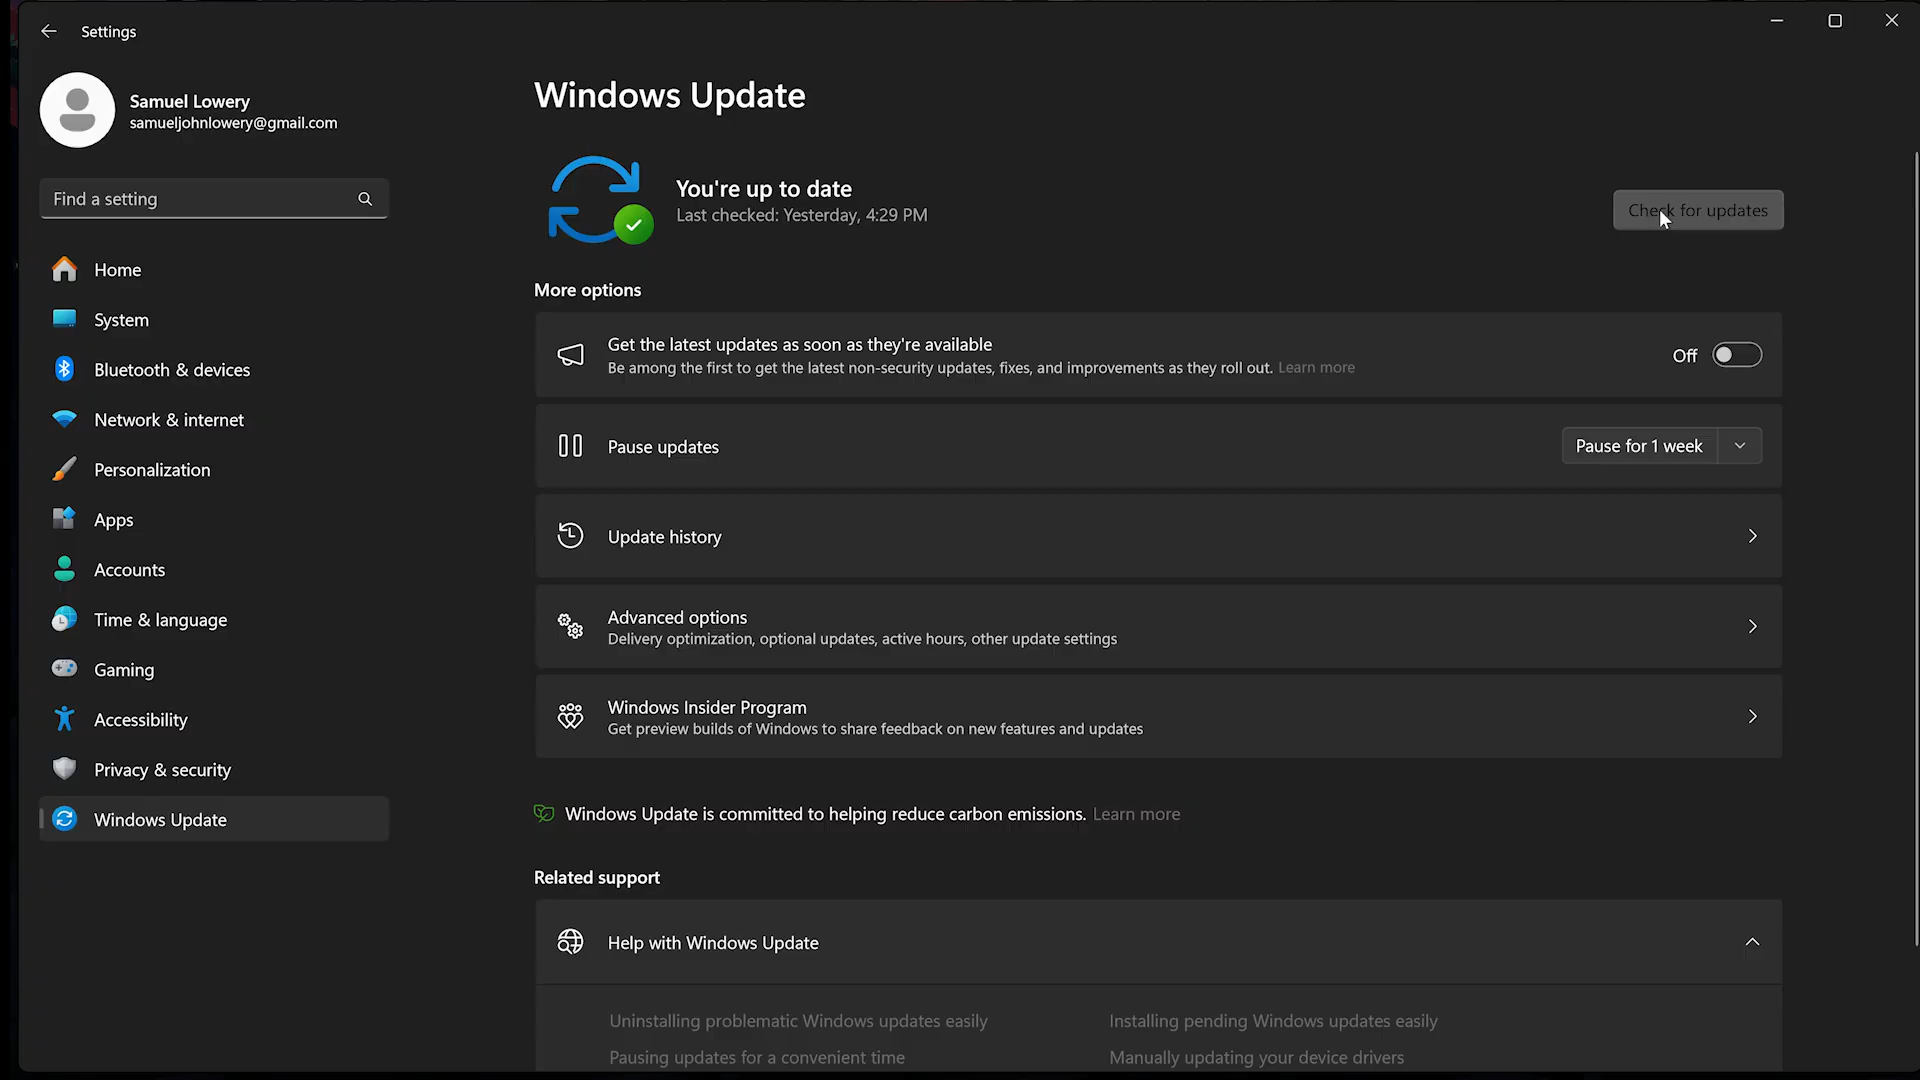 Settings
Samuel Lowery
samueljohnlowery@gmail.com
Find a setting
Home
System
Bluetooth & devices
Network & internet
Personalization
Apps
Accounts
Time & language
Gaming
Accessibility
Privacy & security
Windows Update
Windows Update
You're up to date
Last checked: Yesterday, 4:29 PM
Check for updates
More options
Get the latest updates as soon as they're available
Be among the first to get the latest non-security updates, fixes, and improvements as they roll out. Learn more
Off
Pause updates
Pause for 1 week
Update history
Advanced options
Delivery optimization, optional updates, active hours, other update settings
Windows Insider Program
Get preview builds of Windows to share feedback on new features and updates
Windows Update is committed to helping reduce carbon emissions. Learn more
Related support
Help with Windows Update
Uninstalling problematic Windows updates easily
Installing pending Windows updates easily
Pausing updates for a convenient time
Manually updating your device drivers